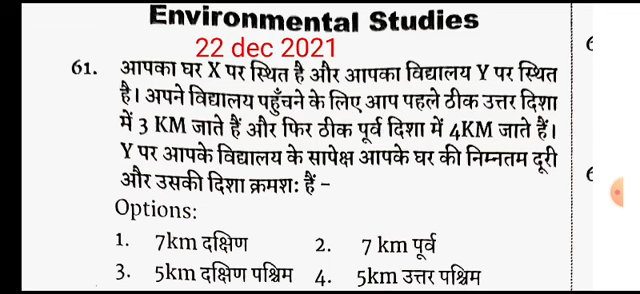 Environmental Studies
22 dec 2021
61. आपका घर X पर स्थित है और आपका विद्यालय Y पर स्थित
है। अपने विद्यालय पहुँचने के लिए आप पहले ठीक उत्तर दिशा
में 3 KM जाते हैं और फिर ठीक पूर्व दिशा में 4KM जाते हैं।
Y पर आपके विद्यालय के सापेक्ष आपके घर की निम्नतम दूरी
और उसकी दिशा क्रमश: हैं -
Options:
1. 7km दक्षिण 2. 7 km पूर्व
3. 5km दक्षिण पश्चिम 4. 5km उत्तर पश्चिम